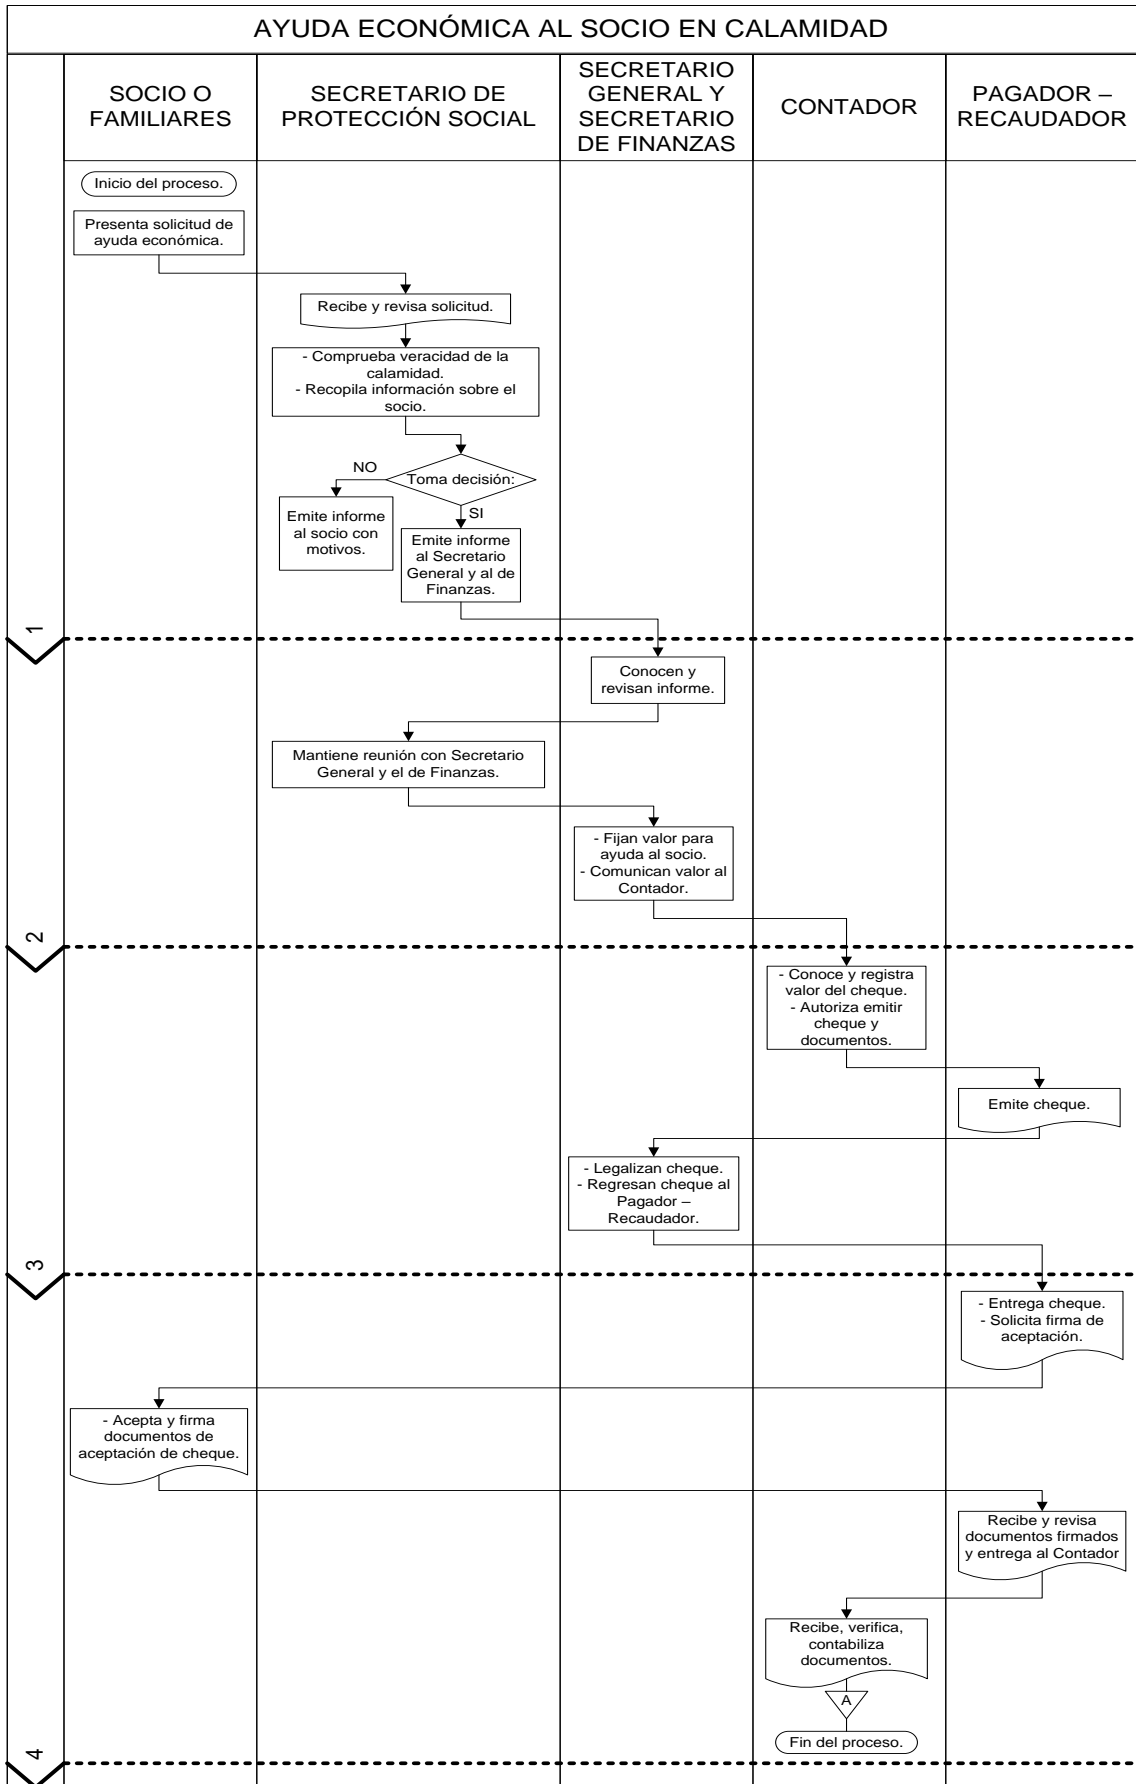 AYUDA ECONÓMICA AL SOCIO EN CALAMIDAD
SOCIO O
FAMILIARES
SECRETARIO DE
PROTECCIÓN SOCIAL
SECRETARIO
GENERAL Y
SECRETARIO
DE FINANZAS
CONTADOR
PAGADOR –
RECAUDADOR
Inicio del proceso.
Presenta solicitud de
ayuda económica.
Recibe y revisa solicitud.
- Comprueba veracidad de la
calamidad.
- Recopila información sobre el
socio.
NO
Toma decisión:
SI
Emite informe
al socio con
motivos.
Emite informe
al Secretario
General y al de
Finanzas.
1
Conocen y
revisan informe.
Mantiene reunión con Secretario
General y el de Finanzas.
- Fijan valor para
ayuda al socio.
- Comunican valor al
Contador.
2
- Conoce y registra
valor del cheque.
- Autoriza emitir
cheque y
documentos.
Emite cheque.
- Legalizan cheque.
- Regresan cheque al
Pagador –
Recaudador.
3
- Entrega cheque.
- Solicita firma de
aceptación.
- Acepta y firma
documentos de
aceptación de cheque.
Recibe y revisa
documentos firmados
y entrega al Contador
Recibe, verifica,
contabiliza
documentos.
A
Fin del proceso.
4